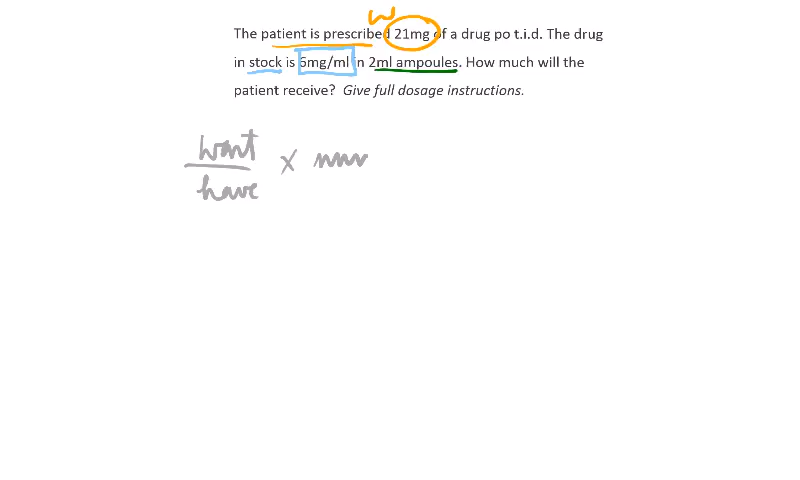 W
The patient is prescribed 21mg of a drug po t.i.d. The drug
in stock is 6mg/ml in 2ml ampoules. How much will the
patient receive? Give full dosage instructions.
want
have
X